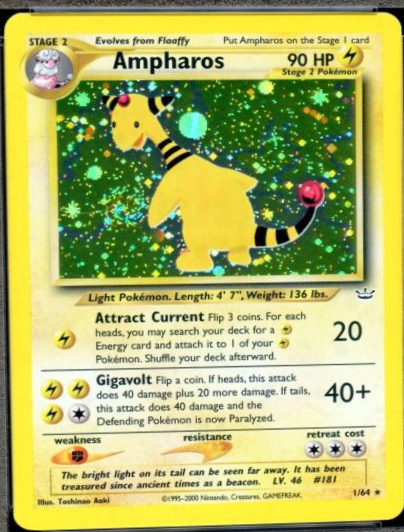 STAGE 2 Evolves from Flaaffy Put Ampharos on the Stage 1 card
Ampharos 90 HP
Stage 2 Pokémon
Light Pokémon. Length: 4' 7", Weight: 136 lbs.
Attract Current Flip 3 coins. For each
heads, you may search your deck for a
Energy card and attach it to 1 of your
Pokémon. Shuffle your deck afterward.
20
Gigavolt Flip a coin. If heads, this attack
does 40 damage plus 20 more damage. If tails,
this attack does 40 damage and the
Defending Pokémon is now Paralyzed.
40+
weakness resistance retreat cost
The bright light on its tail can be seen far away. It has been
treasured since ancient times as a beacon. LV. 46 #181
Illus. Toshinao Aoki ©1995-2000 Nintendo, Creatures, GAMEFREAK. 1/64 ★